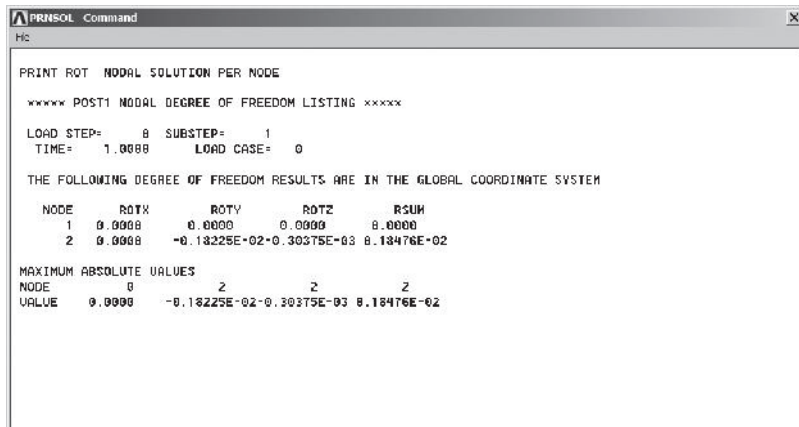 PRNSOL Command
File
PRINT ROT NODAL SOLUTION PER NODE
***** POST1 NODAL DEGREE OF FREEDOM LISTING *****
LOAD STEP= 0 SUBSTEP= 1
TIME= 1.0000 LOAD CASE= 0
THE FOLLOWING DEGREE OF FREEDOM RESULTS ARE IN THE GLOBAL COORDINATE SYSTEM
NODE ROTX ROTY ROTZ RSUM
1 0.0000 0.0000 0.0000 0.0000
2 0.0000 -0.18225E-02-0.30375E-03 0.18476E-02
MAXIMUM ABSOLUTE VALUES
NODE 0 2 2 2
VALUE 0.0000 -0.18225E-02-0.30375E-03 0.18476E-02